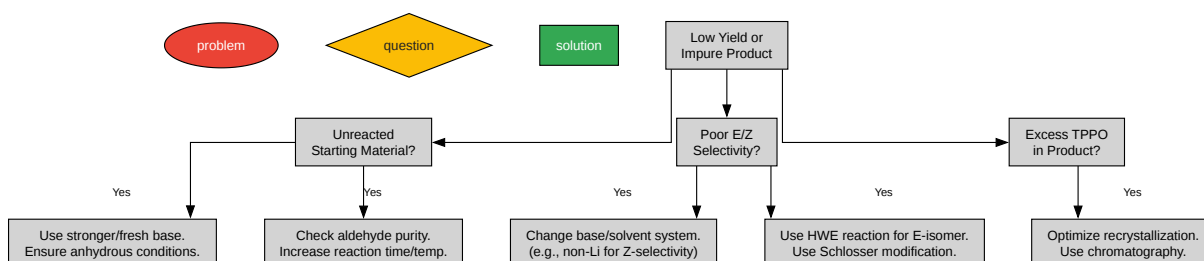 problem
question
solution
Low Yield or
Impure Product
Unreacted
Starting Material?
Poor E/Z
Selectivity?
Excess TPPO
in Product?
Yes
Yes
Yes
Yes
Yes
Use stronger/fresh base.
Ensure anhydrous conditions.
Check aldehyde purity.
Increase reaction time/temp.
Change base/solvent system.
(e.g., non-Li for Z-selectivity)
Use HWE reaction for E-isomer.
Use Schlosser modification.
Optimize recrystallization.
Use chromatography.